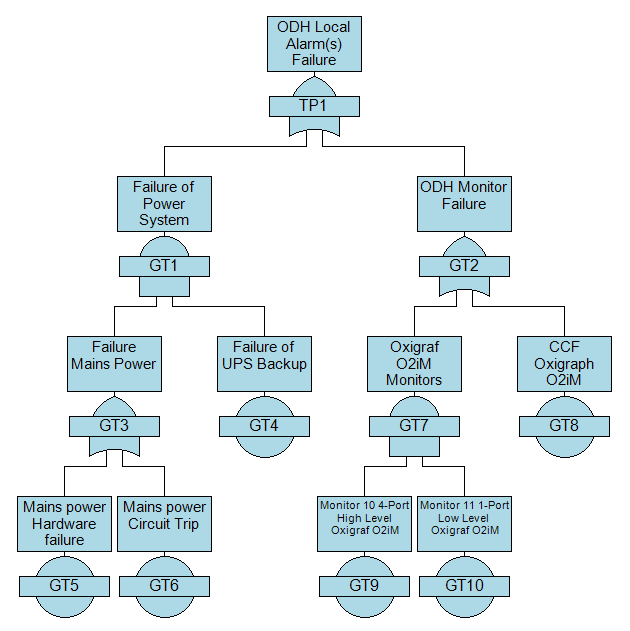 ODH Local
Alarm(s)
Failure
TP1
Failure of
Power
System
GT1
ODH Monitor
Failure
GT2
Failure
Mains Power
GT3
Failure of
UPS Backup
GT4
Oxigraf
O2iM
Monitors
GT7
CCF
Oxigraph
O2iM
GT8
Mains power
Hardware
failure
GT5
Mains power
Circuit Trip
GT6
Monitor 10 4-Port
High Level
Oxigraf O2iM
GT9
Monitor 11 1-Port
Low Level
Oxigraf O2iM
GT10